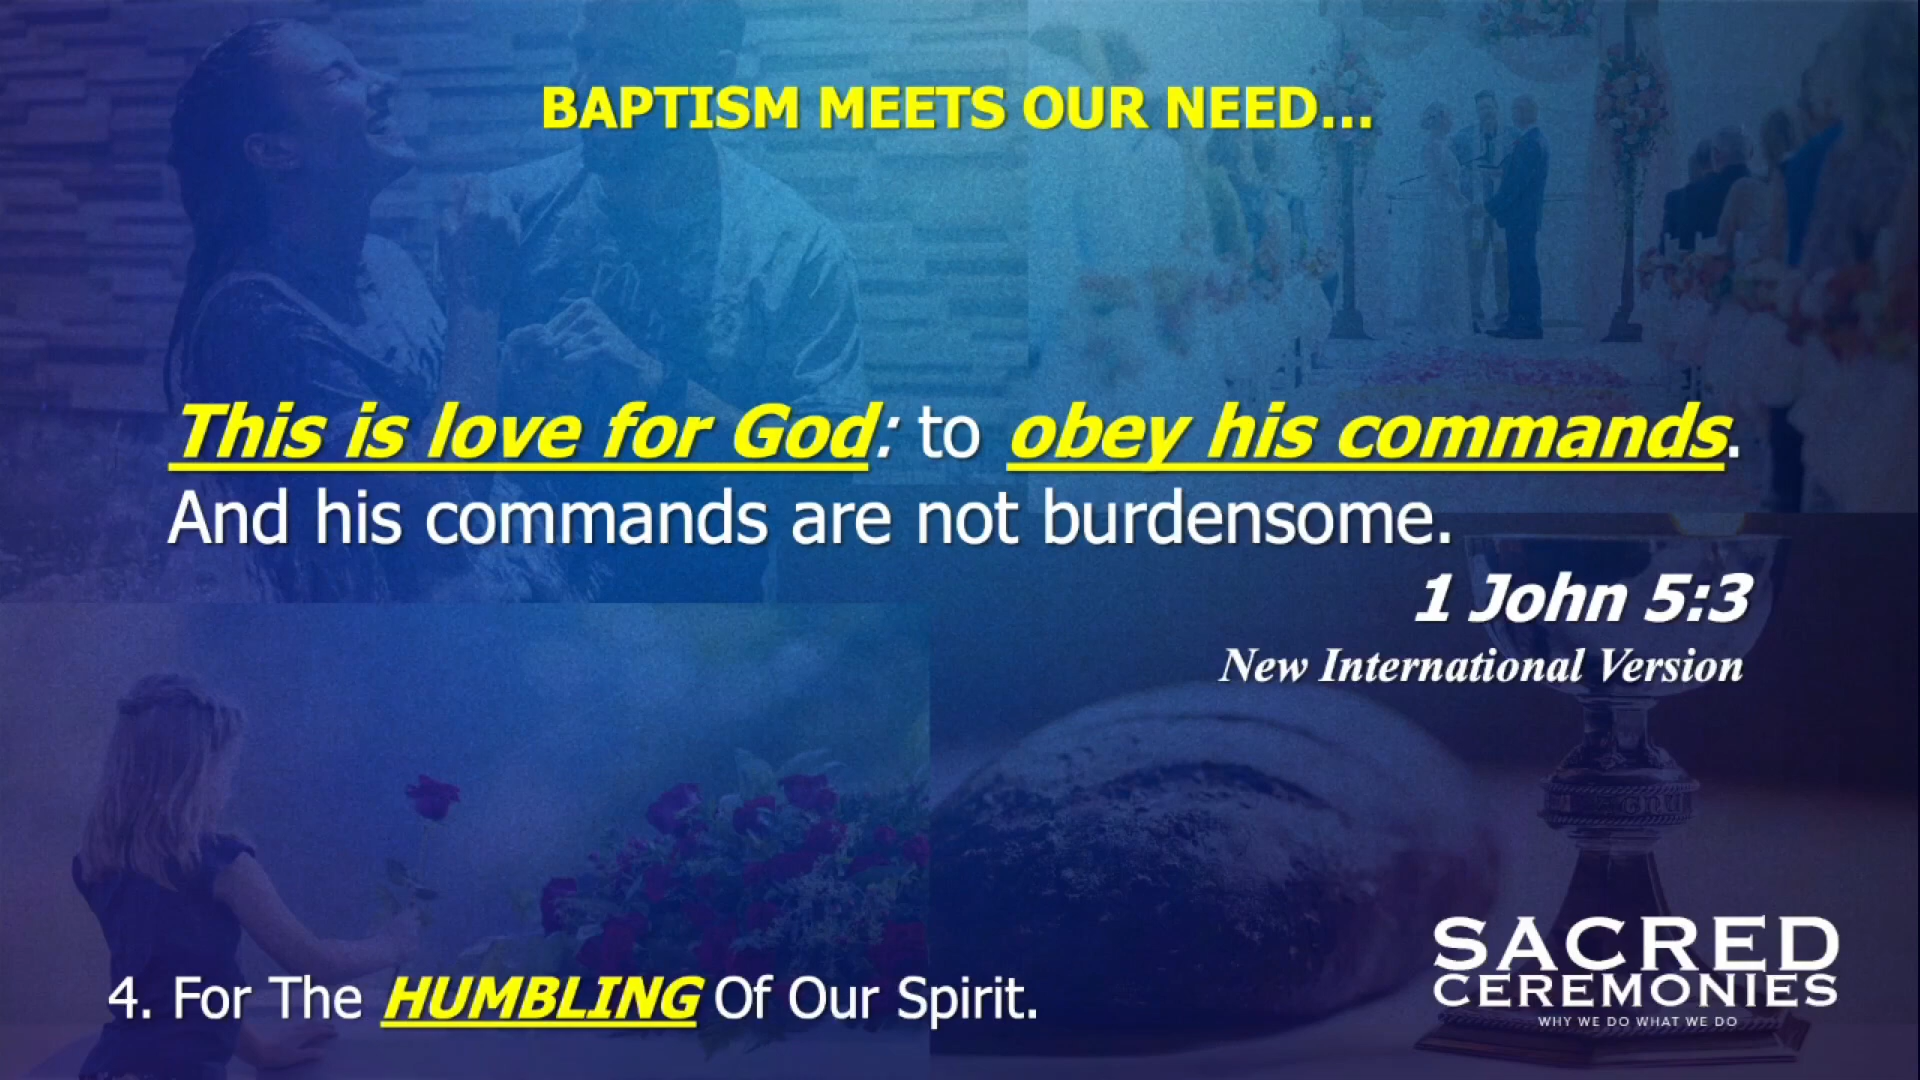 BAPTISM MEETS OUR NEED...
This is love for God: to obey his commands.
And his commands are not burdensome.
1 John 5:3
New International Version
4. For The HUMBLING Of Our Spirit.
SACRED
CEREMONIES
WHY WE DO WHAT WE DO